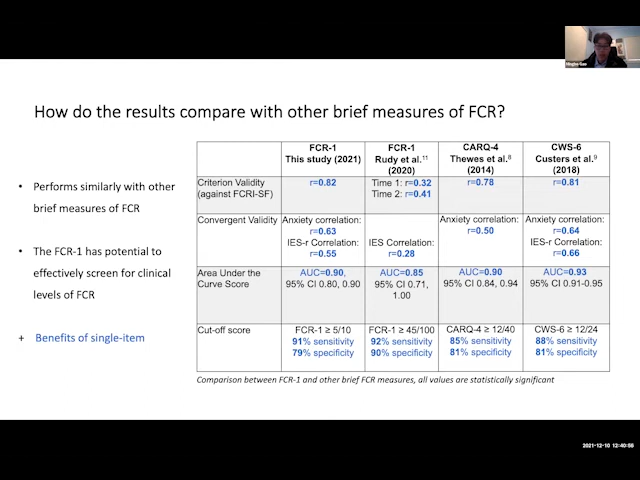 Minghao Guo
How do the results compare with other brief measures of FCR?
• Performs similarly with other
brief measures of FCR
• The FCR-1 has potential to
effectively screen for clinical
levels of FCR
+ Benefits of single-item
FCR-1
This study (2021)
FCR-1
Rudy et al.11
(2020)
CARQ-4
Thewes et al.8
(2014)
CWS-6
Custers et al.9
(2018)
Criterion Validity
(against FCRI-SF)
r=0.82
Time 1: r=0.32
Time 2: r=0.41
r=0.78
r=0.81
Convergent Validity
Anxiety correlation:
r=0.63
IES-r Correlation:
r=0.55
IES Correlation:
r=0.28
Anxiety correlation:
r=0.50
Anxiety correlation:
r=0.64
IES-r Correlation:
r=0.66
Area Under the
Curve Score
AUC=0.90,
95% CI 0.80, 0.90
AUC=0.85
95% CI 0.71,
1.00
AUC=0.90
95% CI 0.84, 0.94
AUC=0.93
95% CI 0.91-0.95
Cut-off score
FCR-1 ≥ 5/10
91% sensitivity
79% specificity
FCR-1 ≥ 45/100
92% sensitivity
90% specificity
CARQ-4 ≥ 12/40
85% sensitivity
81% specificity
CWS-6 ≥ 12/24
88% sensitivity
81% specificity
Comparison between FCR-1 and other brief FCR measures, all values are statistically significant
2021-12-10 12:40:56